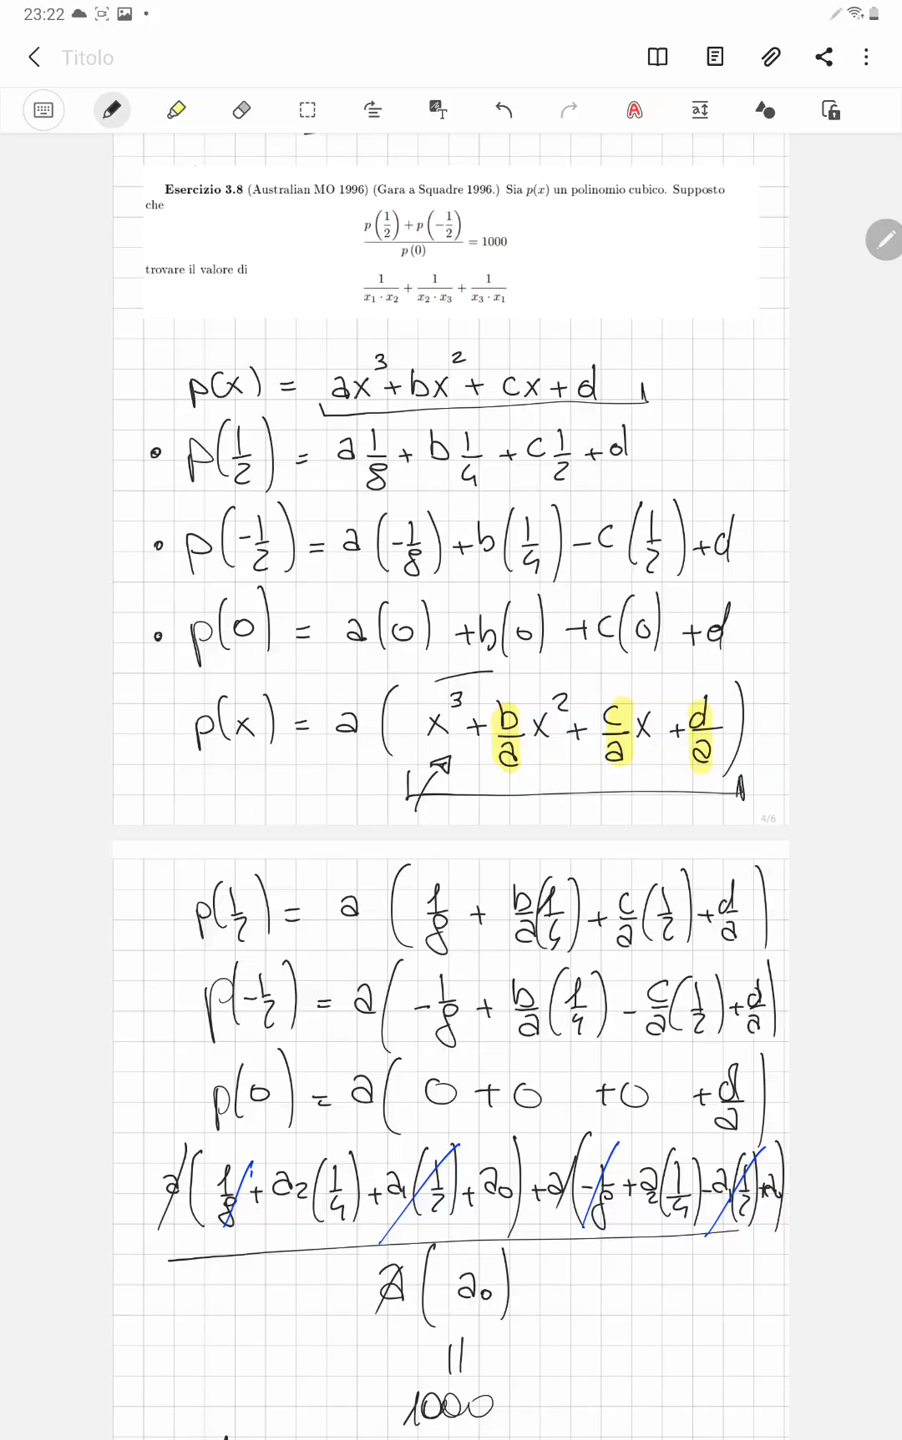 23:22
Titolo
Esercizio 3.8 (Australian MO 1996) (Gara a Squadre 1996.) Sia p(x) un polinomio cubico. Supposto
che
p(1/2) + p(-1/2) / p(0) = 1000
trovare il valore di
1/(x₁ · x₂) + 1/(x₂ · x₃) + 1/(x₃ · x₁)
p(x) = ax³ + bx² + cx + d
• p(1/2) = a 1/8 + b 1/4 + c 1/2 + d
• p(-1/2) = a(-1/8) + b(1/4) - c(1/2) + d
• p(0) = a(0) + b(0) + c(0) + d
p(x) = a(x³ + b/a x² + c/a x + d/a)
4/6
p(1/2) = a(1/8 + b/a(1/4) + c/a(1/2) + d/a)
p(-1/2) = a(-1/8 + b/a(1/4) - c/a(1/2) + d/a)
p(0) = a(0 + 0 + 0 + d/a)
a(1/8 + a₂(1/4) + a₁(1/2) + a₀) + a(-1/8 + a₂(1/4) - a₁(1/2) + a₀)
a(a₀)
=
1000